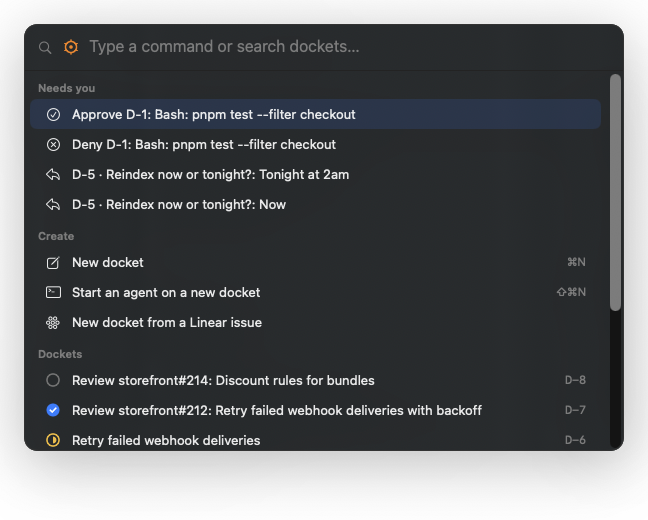 Type a command or search dockets...
Needs you
Approve D-1: Bash: pnpm test --filter checkout
Deny D-1: Bash: pnpm test --filter checkout
D-5 · Reindex now or tonight?: Tonight at 2am
D-5 · Reindex now or tonight?: Now
Create
New docket ⌘N
Start an agent on a new docket ⇧⌘N
New docket from a Linear issue
Dockets
Review storefront#214: Discount rules for bundles D-8
Review storefront#212: Retry failed webhook deliveries with backoff D-7
Retry failed webhook deliveries D-6